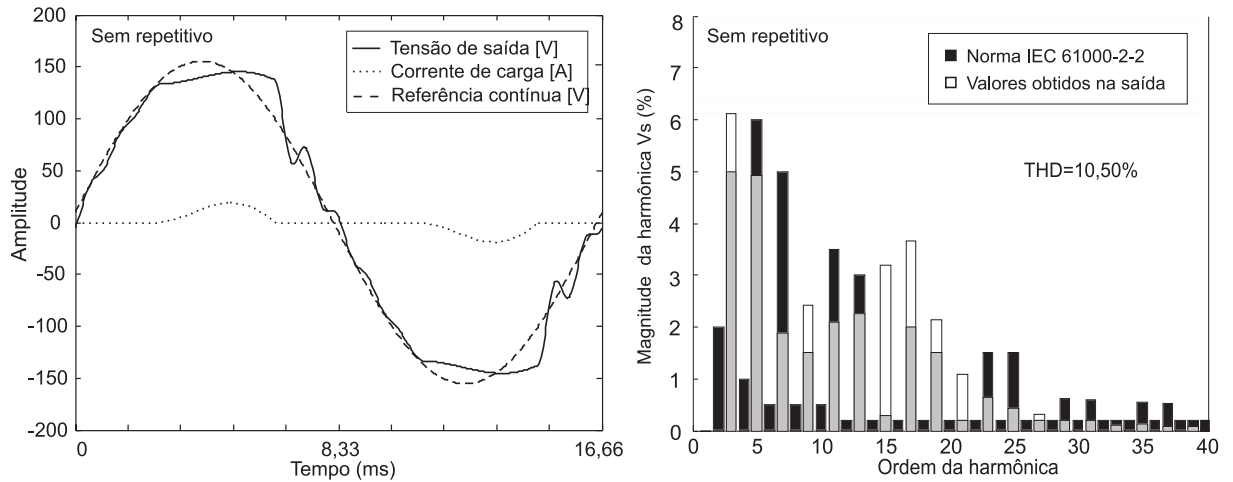 Sem repetitivo
Tensão de saída [V]
Corrente de carga [A]
Referência contínua [V]
Amplitude
200
150
100
50
0
-50
-100
-150
-200
0
8,33
16,66
Tempo (ms)
Sem repetitivo
Norma IEC 61000-2-2
Valores obtidos na saída
THD=10,50%
Magnitude da harmônica Vs (%)
8
7
6
5
4
3
2
1
0
0
5
10
15
20
25
30
35
40
Ordem da harmônica